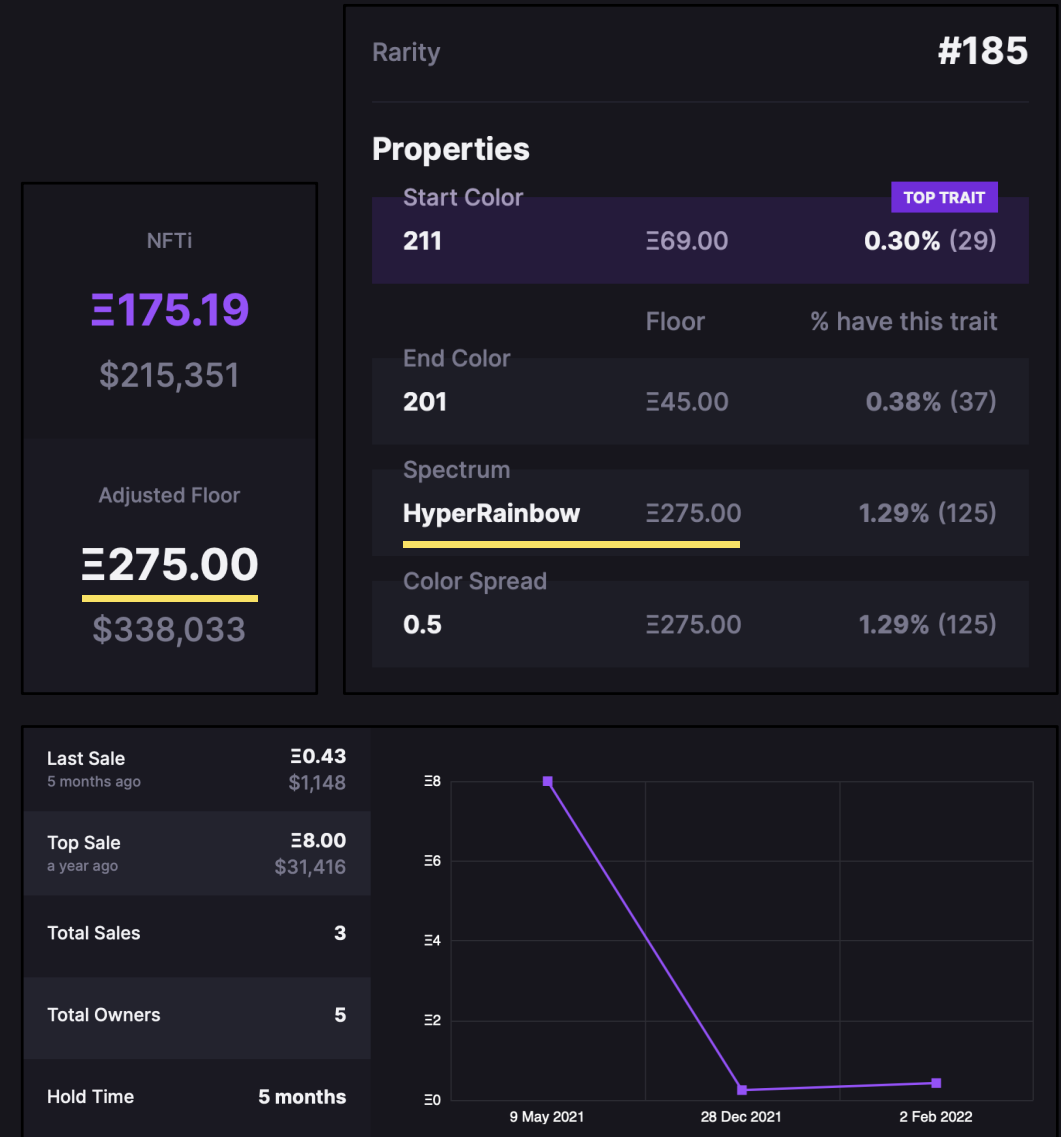 NFTi
Ξ175.19
$215,351
Adjusted Floor
Ξ275.00
$338,033
Rarity #185
Properties
Start Color TOP TRAIT
211 Ξ69.00 0.30% (29)
Floor % have this trait
End Color
201 Ξ45.00 0.38% (37)
Spectrum
HyperRainbow Ξ275.00 1.29% (125)
Color Spread
0.5 Ξ275.00 1.29% (125)
Last Sale Ξ0.43
5 months ago $1,148
Top Sale Ξ8.00
a year ago $31,416
Total Sales 3
Total Owners 5
Hold Time 5 months
Ξ8
Ξ6
Ξ4
Ξ2
Ξ0
9 May 2021 28 Dec 2021 2 Feb 2022